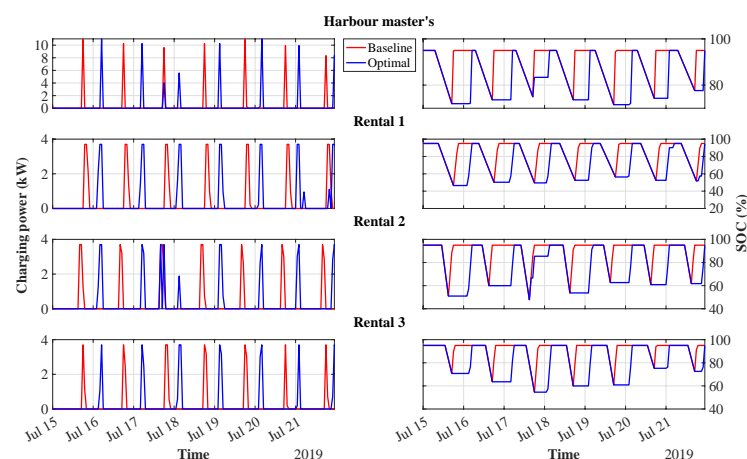 Harbour master's
10
8
6
4
2
0
Baseline
Optimal
100
80
Rental 1
4
2
0
100
80
60
40
20
Rental 2
4
2
0
100
80
60
40
Rental 3
4
2
0
100
80
60
40
Charging power (kW)
SOC (%)
Jul 15
Jul 16
Jul 17
Jul 18
Jul 19
Jul 20
Jul 21
Jul 15
Jul 16
Jul 17
Jul 18
Jul 19
Jul 20
Jul 21
Time
2019
Time
2019